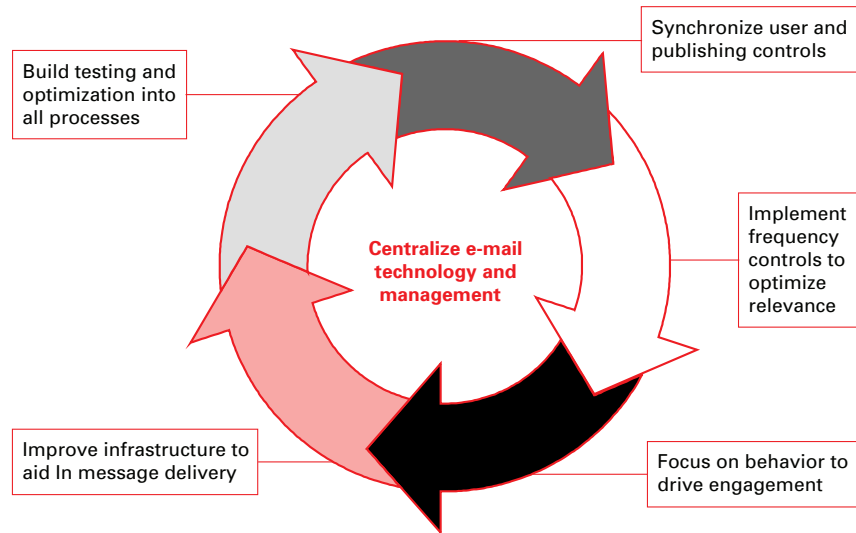 Synchronize user and
publishing controls
Build testing and
optimization into
all processes
Implement
frequency
controls to
optimize
relevance
Centralize e-mail
technology and
management
Improve infrastructure to
aid In message delivery
Focus on behavior to
drive engagement